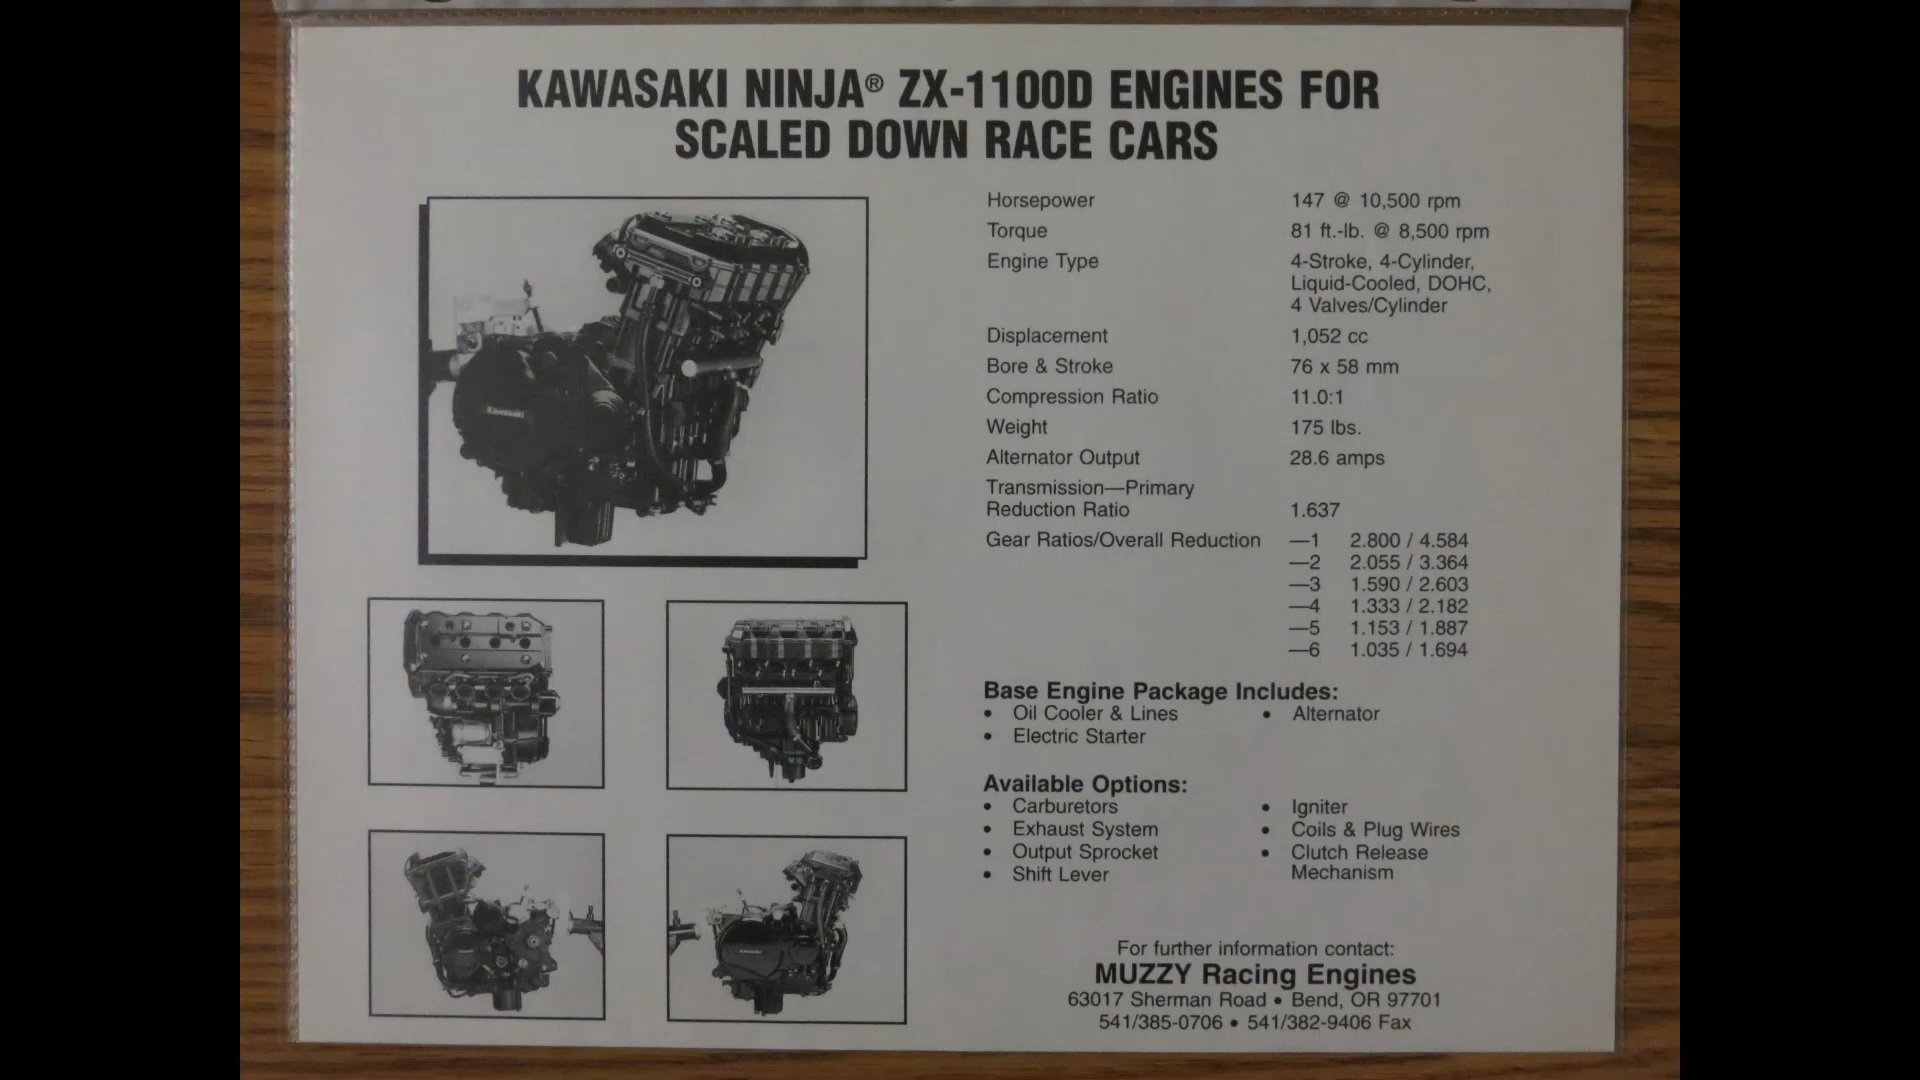 KAWASAKI NINJA® ZX-1100D ENGINES FOR
SCALED DOWN RACE CARS
Kawasaki
Horsepower 147 @ 10,500 rpm
Torque 81 ft.-lb. @ 8,500 rpm
Engine Type 4-Stroke, 4-Cylinder,
Liquid-Cooled, DOHC,
4 Valves/Cylinder
Displacement 1,052 cc
Bore & Stroke 76 x 58 mm
Compression Ratio 11.0:1
Weight 175 lbs.
Alternator Output 28.6 amps
Transmission—Primary
Reduction Ratio 1.637
Gear Ratios/Overall Reduction —1 2.800 / 4.584
—2 2.055 / 3.364
—3 1.590 / 2.603
—4 1.333 / 2.182
—5 1.153 / 1.887
—6 1.035 / 1.694
Base Engine Package Includes:
• Oil Cooler & Lines • Alternator
• Electric Starter
Available Options:
• Carburetors • Igniter
• Exhaust System • Coils & Plug Wires
• Output Sprocket • Clutch Release
• Shift Lever Mechanism
Kawasaki
For further information contact:
MUZZY Racing Engines
63017 Sherman Road • Bend, OR 97701
541/385-0706 • 541/382-9406 Fax